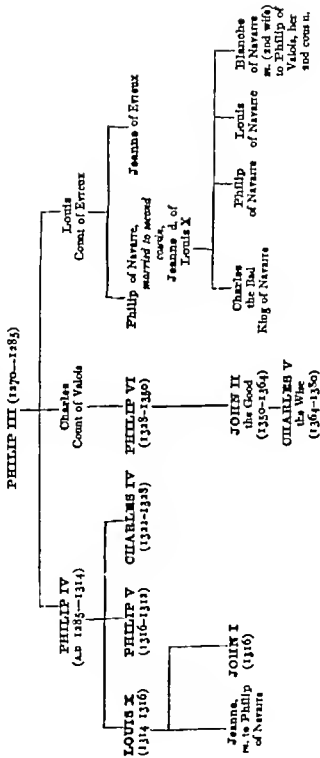 PHILIP III (1270—1285)
PHILIP IV
(A.D 1285—1314)
Charles
Count of Valois
Louis
Count of Evreux
LOUIS X
(1314 1316)
PHILIP V
(1316-1312)
CHARLES IV
(1322-1328)
PHILIP VI
(1328-1350)
Philip of Navarre,
married to second
cousin,
Jeanne d. of
Louis X
Jeanne of Evreux
Jeanne,
m. to Philip
of Navarre
JOHN I
(1316)
JOHN II
the Good
(1350-1364)
CHARLES V
the Wise
(1364-1380)
Charles
the Bad
King of Navarre
Philip
of Navarre
Louis
of Navarre
Blanche
of Navarre
m. (2nd wife)
to Philip of
Valois, her
2nd cousin.